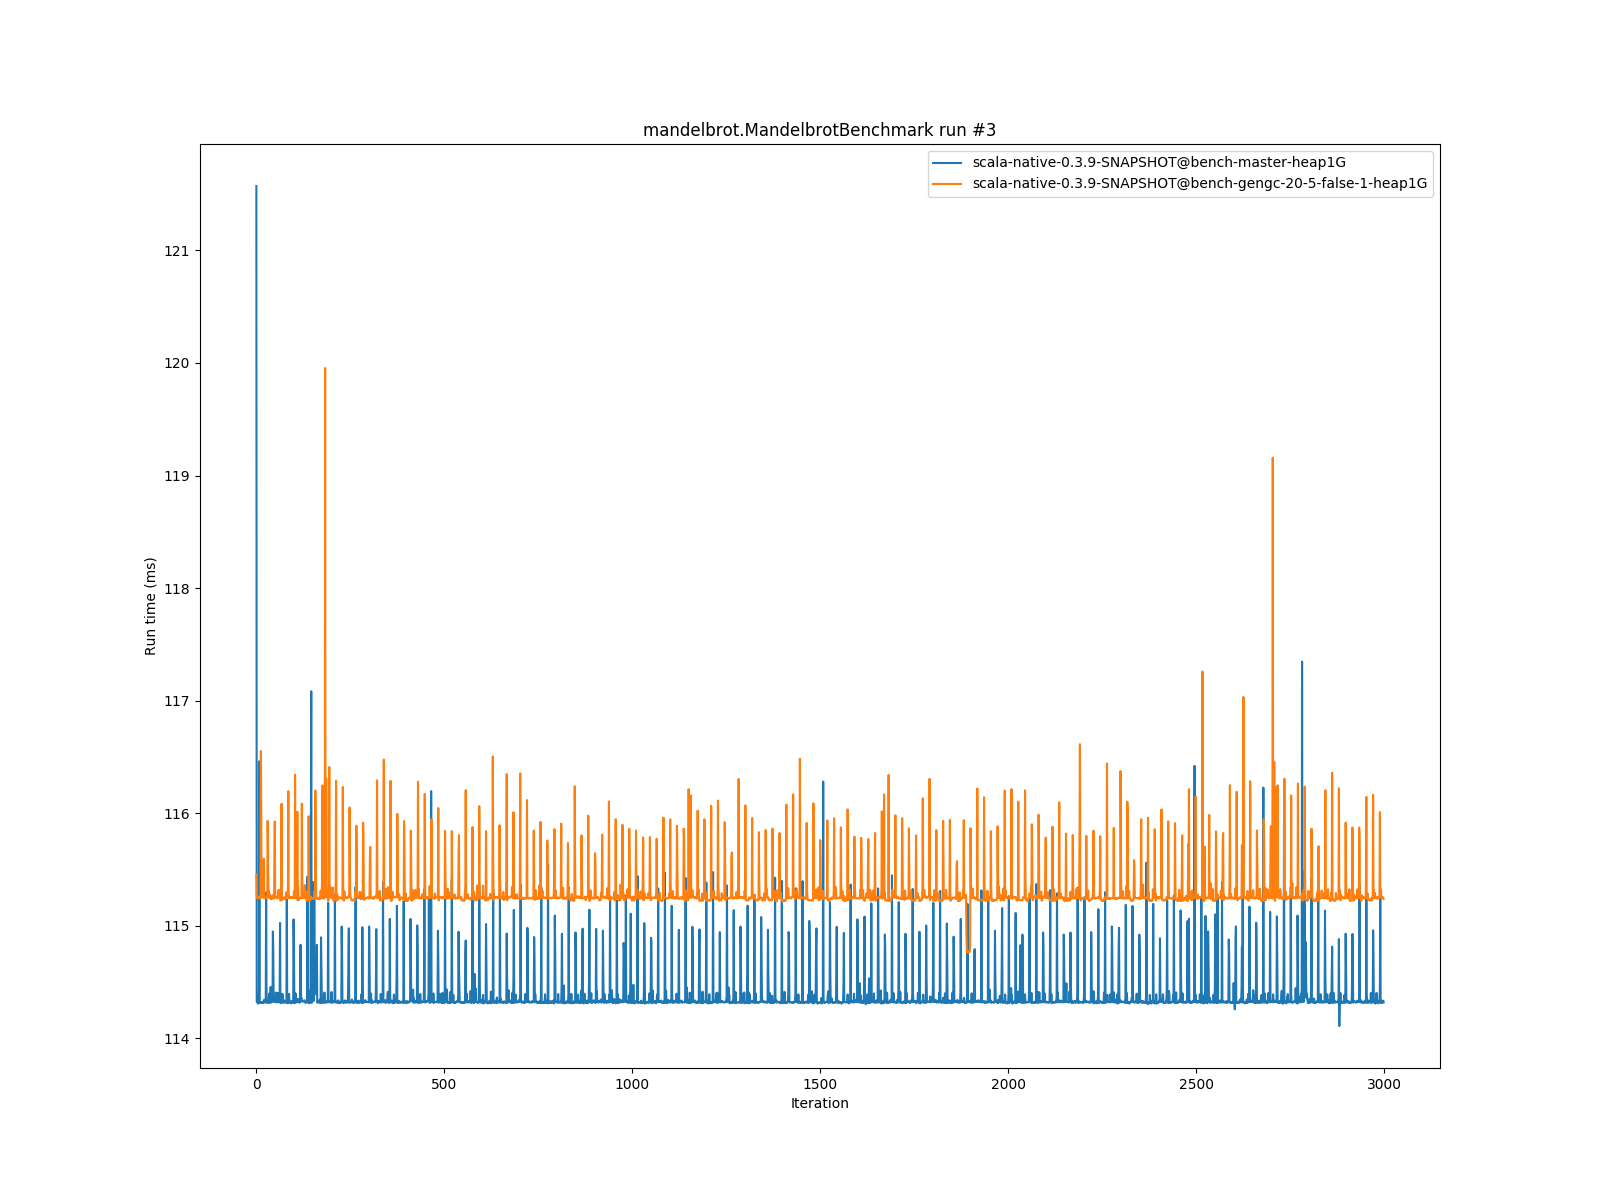 mandelbrot.MandelbrotBenchmark run #3
scala-native-0.3.9-SNAPSHOT@bench-master-heap1G
scala-native-0.3.9-SNAPSHOT@bench-gengc-20-5-false-1-heap1G
121
120
119
118
117
116
115
114
Run time (ms)
0 500 1000 1500 2000 2500 3000
Iteration